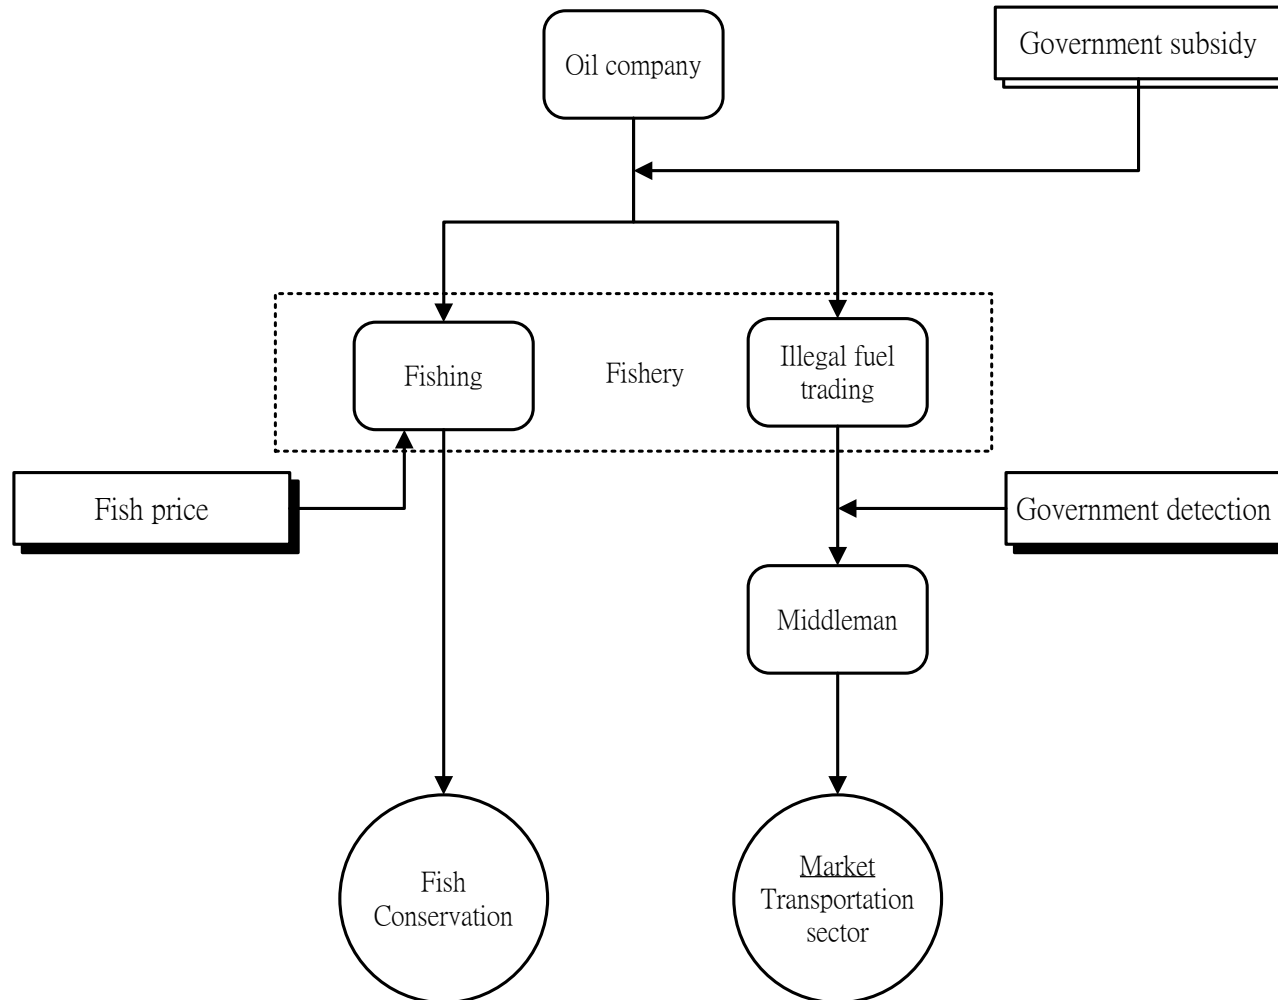 Oil company
Government subsidy
Fishing
Fishery
Illegal fuel
trading
Fish price
Government detection
Middleman
Fish
Conservation
Market
Transportation
sector